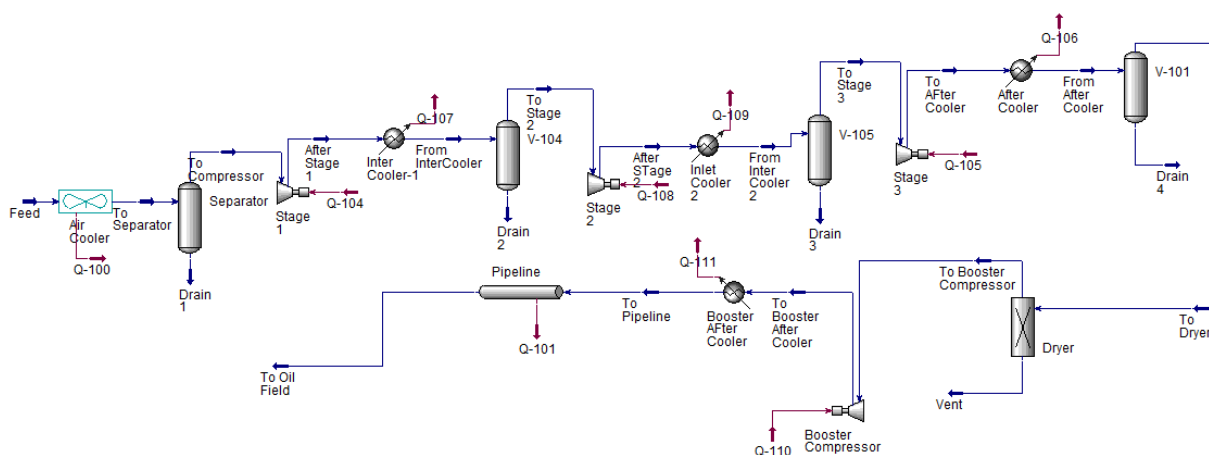 Feed
Air
Cooler
Q-100
To
Separator
To
Compressor
Separator
Drain
1
Stage
1
Q-104
After
Stage
1
Inter
Cooler-1
Q-107
From
InterCooler
To
Stage
2
V-104
Drain
2
Stage
2
Q-108
After
STage
2
Inlet
Cooler
2
Q-109
From
Inter
Cooler
2
To
Stage
3
V-105
Drain
3
Stage
3
Q-105
To
AFter
Cooler
After
Cooler
Q-106
From
After
Cooler
V-101
Drain
4
To
Dryer
Dryer
Vent
To Booster
Compressor
Booster
Compressor
Q-110
To
Booster
After
Cooler
Booster
AFter
Cooler
Q-111
To
Pipeline
Pipeline
Q-101
To Oil
Field